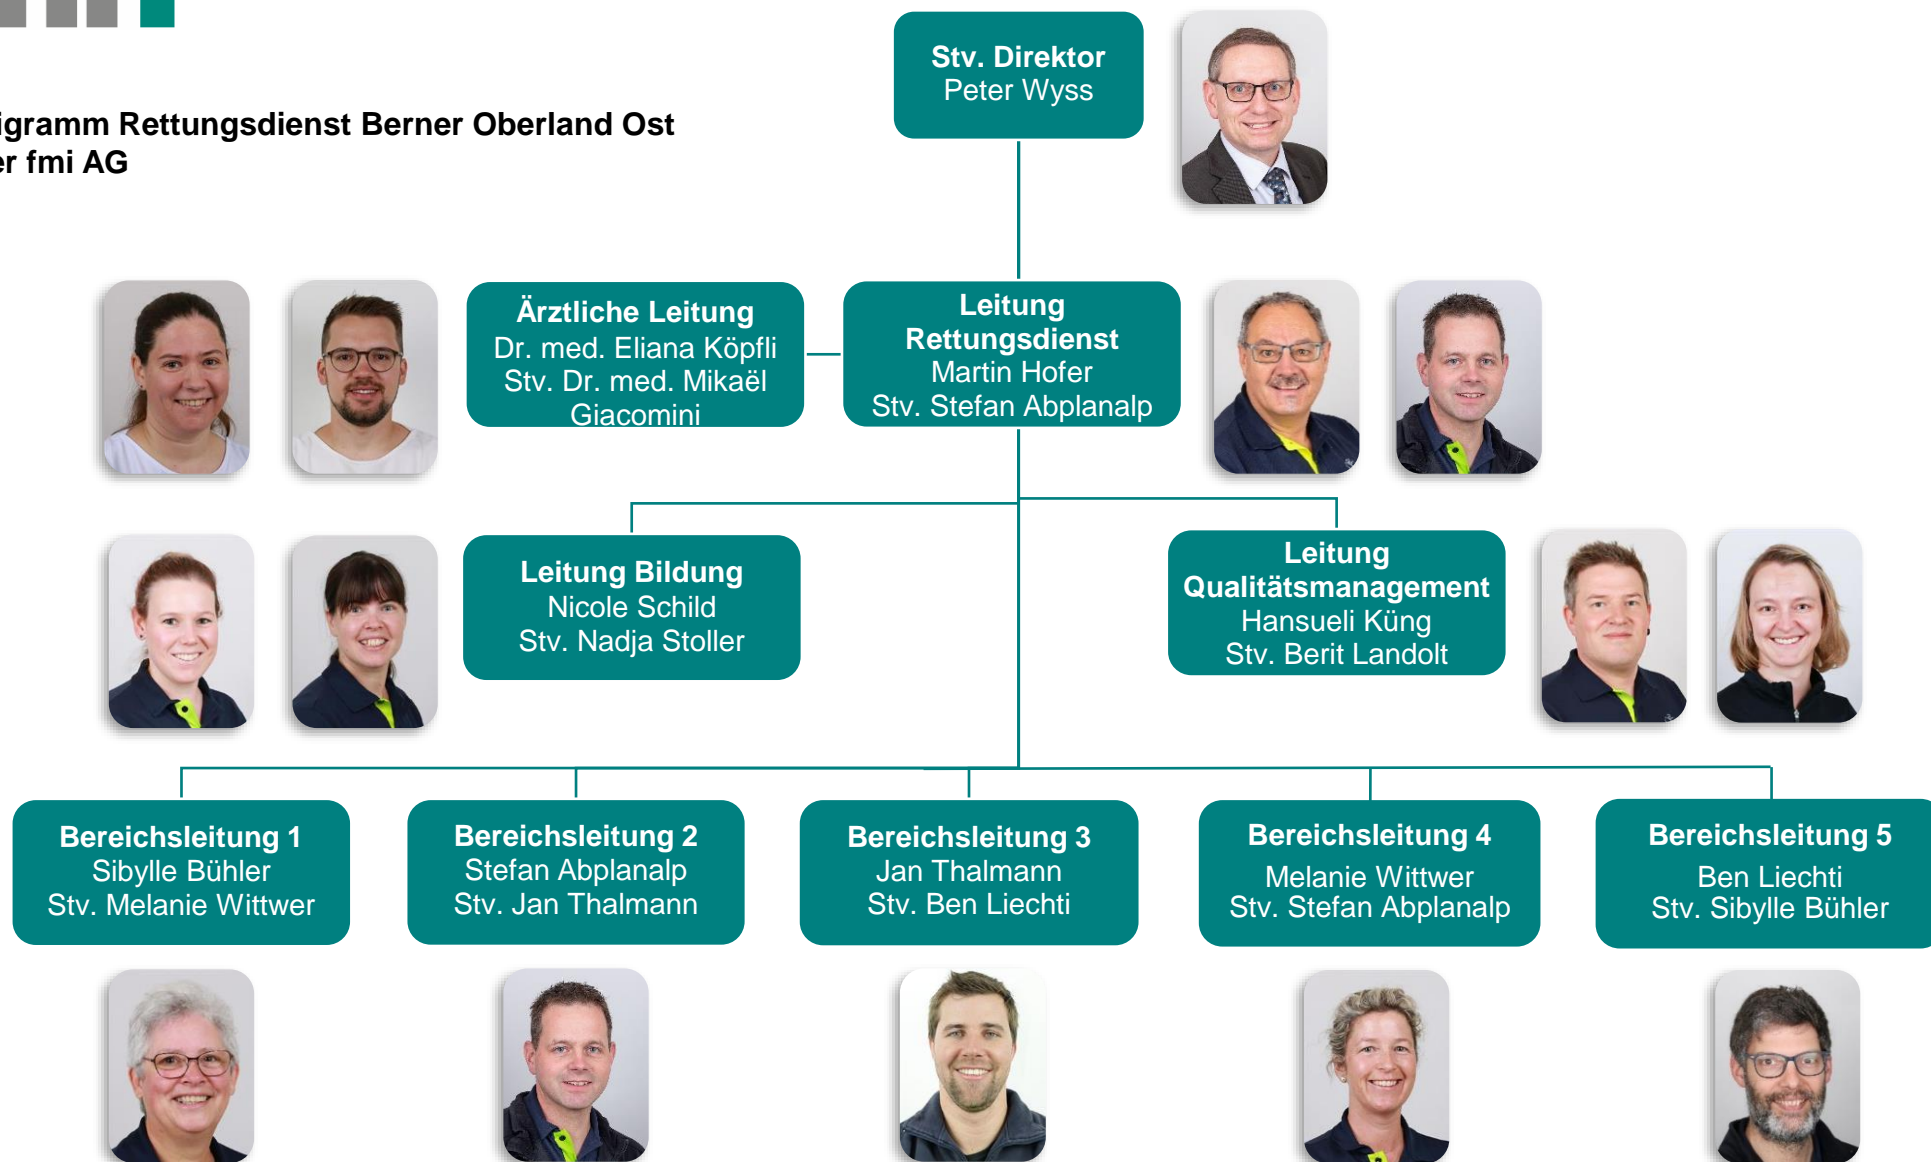 igramm Rettungsdienst Berner Oberland Ost
er fmi AG
Stv. Direktor
Peter Wyss
Ärztliche Leitung
Dr. med. Eliana Köpfli
Stv. Dr. med. Mikaël
Giacomini
Leitung
Rettungsdienst
Martin Hofer
Stv. Stefan Abplanalp
Leitung Bildung
Nicole Schild
Stv. Nadja Stoller
Leitung
Qualitätsmanagement
Hansueli Küng
Stv. Berit Landolt
Bereichsleitung 1
Sibylle Bühler
Stv. Melanie Wittwer
Bereichsleitung 2
Stefan Abplanalp
Stv. Jan Thalmann
Bereichsleitung 3
Jan Thalmann
Stv. Ben Liechti
Bereichsleitung 4
Melanie Wittwer
Stv. Stefan Abplanalp
Bereichsleitung 5
Ben Liechti
Stv. Sibylle Bühler